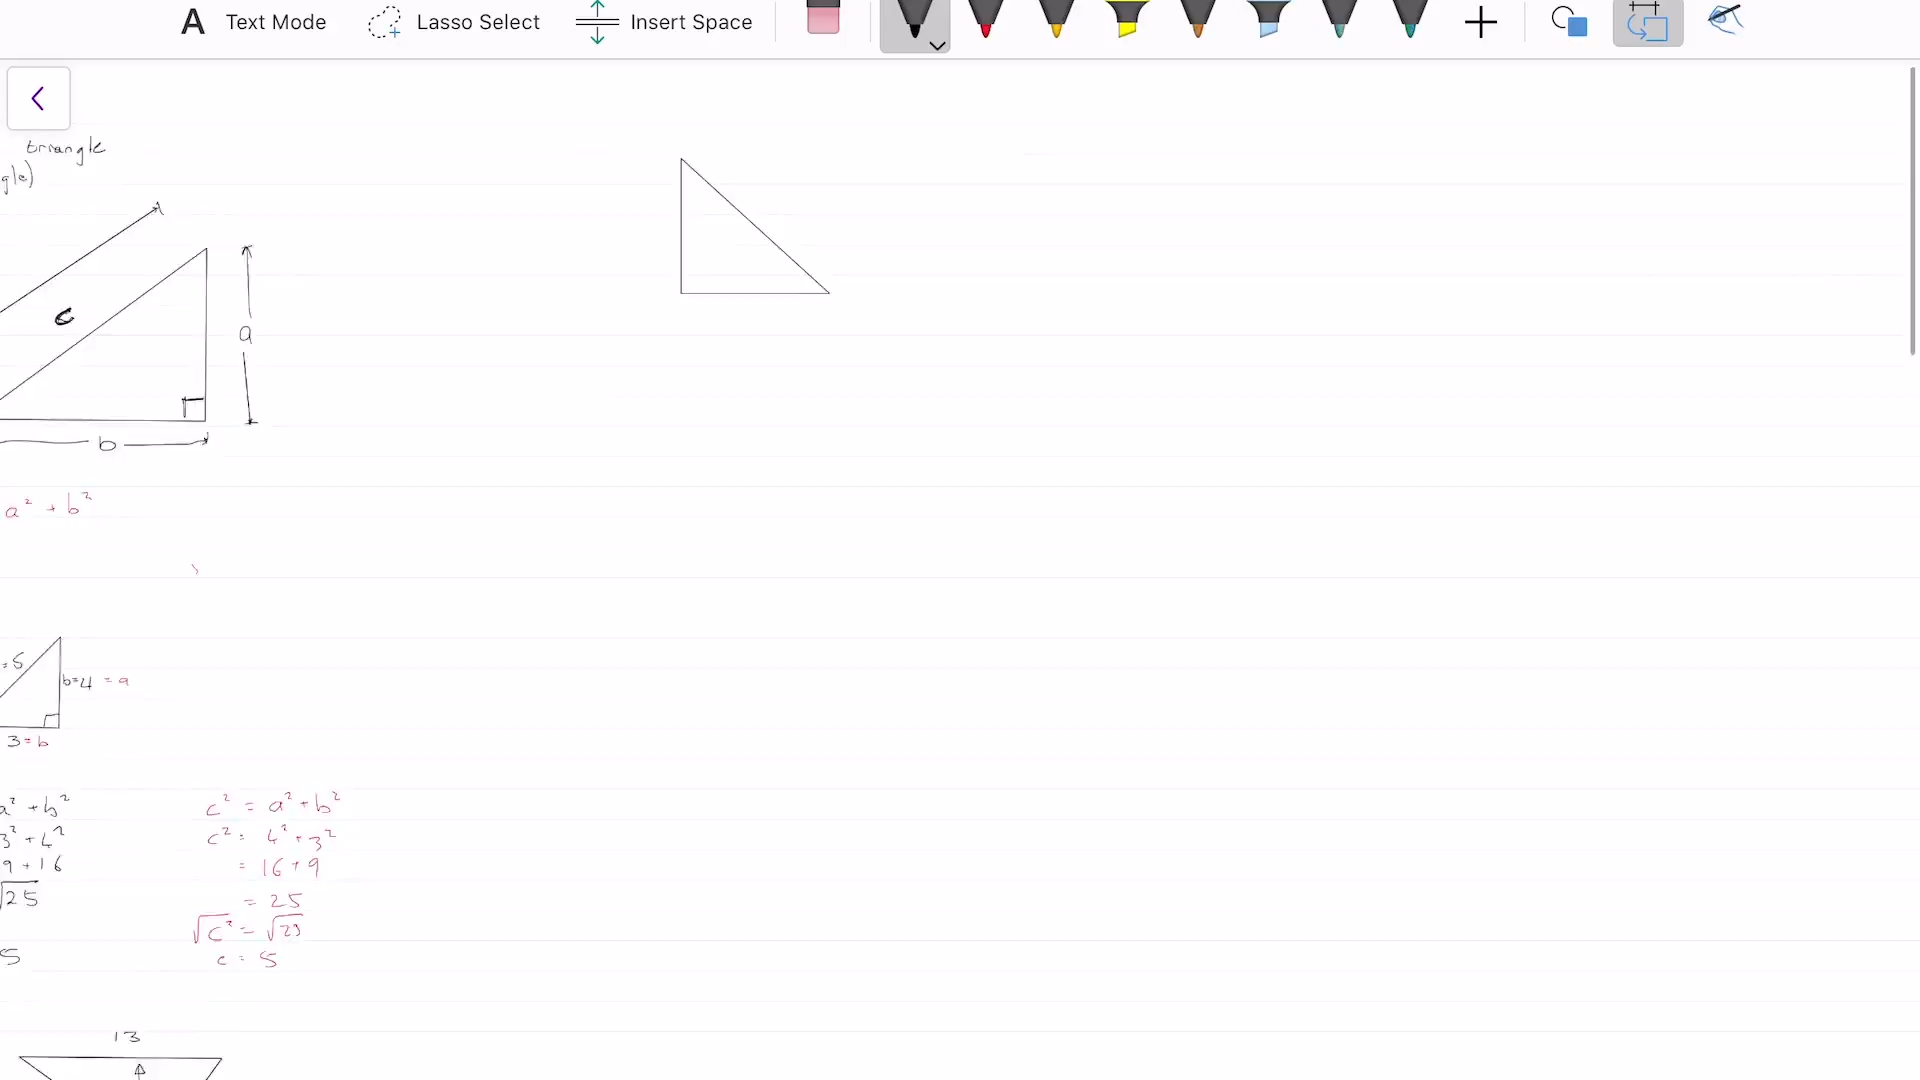 A Text Mode Lasso Select Insert Space
triangle
gle)
c
a
b
a² + b²
= 5
b=4 = a
3 = b
a² + b²
3² + 4²
9 + 16
√25
5
c² = a² + b²
c² = 4² + 3²
= 16 + 9
= 25
√c² = √25
c = 5
13